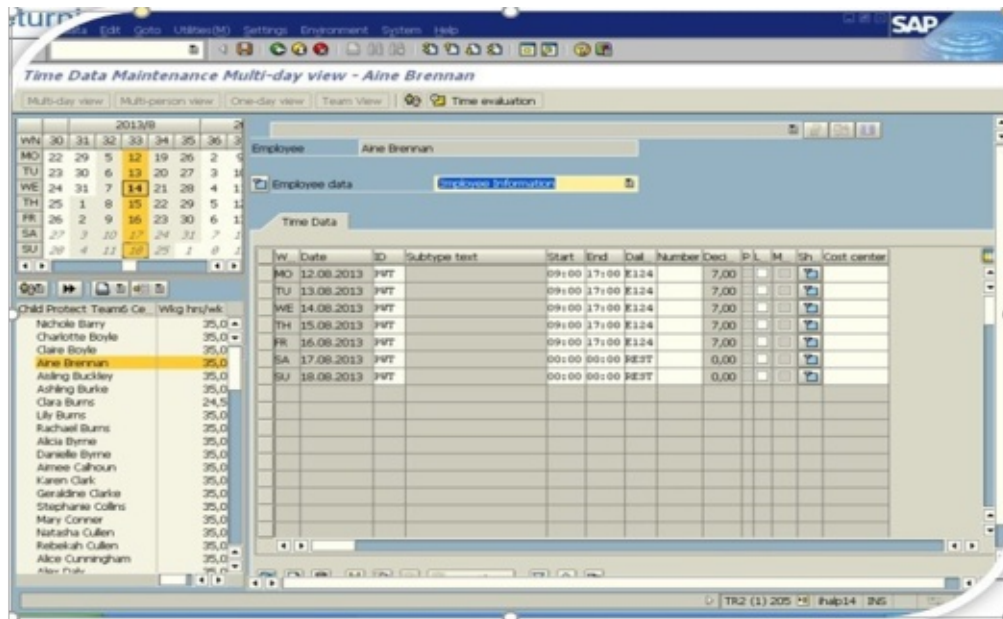 Edit Goto Utilities(M) Settings Environment System Help
SAP
Time Data Maintenance Multi-day view - Aine Brennan
Multi-day view Multi-person view One-day view Team View Time evaluation
2013/8
WN 30 31 32 33 34 35 36
MO 22 29 5 12 19 26 2
TU 23 30 6 13 20 27 3
WE 24 31 7 14 21 28 4
TH 25 1 8 15 22 29 5
FR 26 2 9 16 23 30 6
SA 27 3 10 17 24 31 7
SU 28 4 11 18 25 1 8
Employee Aine Brennan
Employee data Employee Information
Time Data
W... Date ID Subtype text Start End Dail Number Deci... P L... M... Sh Cost center
MO 12.08.2013 PWT 09:00 17:00 E124 7,00
TU 13.08.2013 PWT 09:00 17:00 E124 7,00
WE 14.08.2013 PWT 09:00 17:00 E124 7,00
TH 15.08.2013 PWT 09:00 17:00 E124 7,00
FR 16.08.2013 PWT 09:00 17:00 E124 7,00
SA 17.08.2013 PWT 00:00 00:00 REST 0,00
SU 18.08.2013 PWT 00:00 00:00 REST 0,00
Child Protect Team6 Ce... Wkg hrs/wk
Nichole Barry 35,0
Charlotte Boyle 35,0
Claire Boyle 35,0
Aine Brennan 35,0
Aisling Buckley 35,0
Ashling Burke 35,0
Clara Burns 24,5
Lily Burns 35,0
Rachael Burns 35,0
Alicia Byrne 35,0
Danielle Byrne 35,0
Aimee Calhoun 35,0
Karen Clark 35,0
Geraldine Clarke 35,0
Stephanie Collins 35,0
Mary Conner 35,0
Natasha Cullen 35,0
Rebekah Cullen 35,0
Alice Cunningham 35,0
TR2 (1) 205 ihalp14 INS